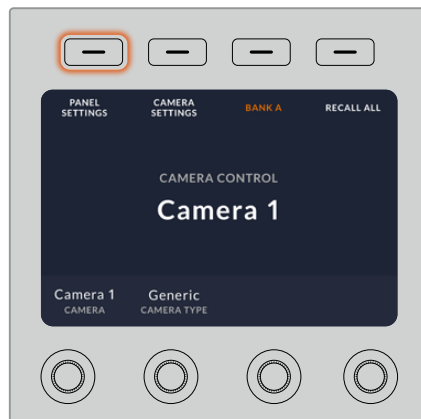 PANEL
SETTINGS
CAMERA
SETTINGS
BANK A
RECALL ALL
CAMERA CONTROL
Camera 1
Camera 1
CAMERA
Generic
CAMERA TYPE